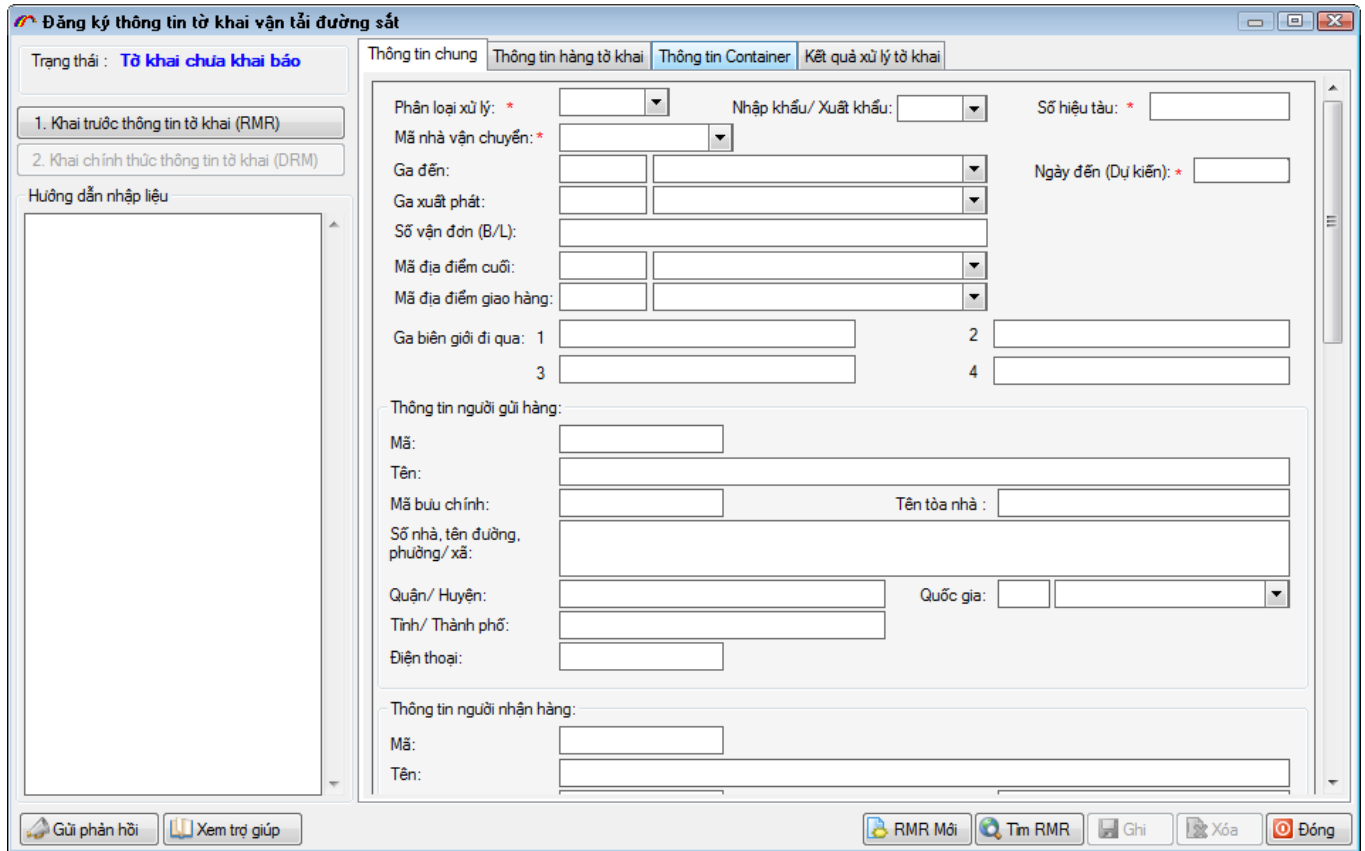 Đăng ký thông tin tờ khai vận tải đường sắt
Trạng thái : Tờ khai chưa khai báo
1. Khai trước thông tin tờ khai (RMR)
2. Khai chính thức thông tin tờ khai (DRM)
Hướng dẫn nhập liệu
Thông tin chung Thông tin hàng tờ khai Thông tin Container Kết quả xử lý tờ khai
Phân loại xử lý: * Nhập khẩu/ Xuất khẩu: Số hiệu tàu: *
Mã nhà vận chuyển: *
Ga đến: Ngày đến (Dự kiến): *
Ga xuất phát:
Số vận đơn (B/L):
Mã địa điểm cuối:
Mã địa điểm giao hàng:
Ga biên giới đi qua: 1 2
3 4
Thông tin người gửi hàng:
Mã:
Tên:
Mã bưu chính: Tên tòa nhà :
Số nhà, tên đường,
phường/ xã:
Quận/ Huyện: Quốc gia:
Tỉnh/ Thành phố:
Điện thoại:
Thông tin người nhận hàng:
Mã:
Tên:
Gửi phản hồi Xem trợ giúp RMR Mới Tìm RMR Ghi Xóa Đóng